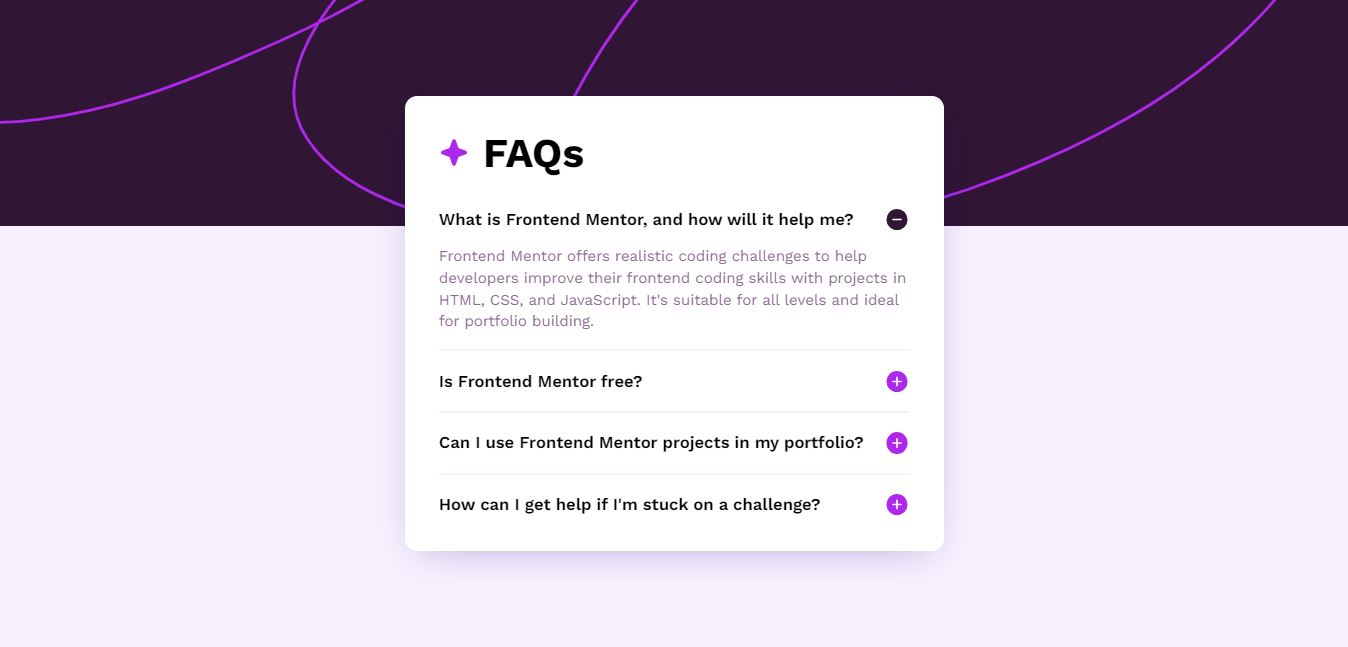 FAQs
What is Frontend Mentor, and how will it help me?
Frontend Mentor offers realistic coding challenges to help
developers improve their frontend coding skills with projects in
HTML, CSS, and JavaScript. It's suitable for all levels and ideal
for portfolio building.
Is Frontend Mentor free?
Can I use Frontend Mentor projects in my portfolio?
How can I get help if I'm stuck on a challenge?